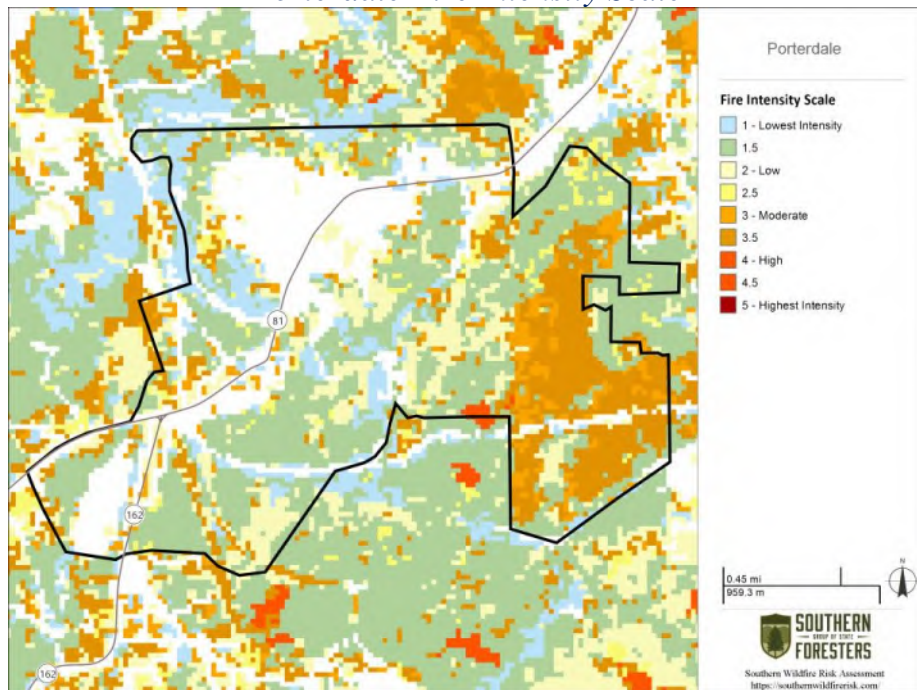 Porterdale
Fire Intensity Scale
1 - Lowest Intensity
1.5
2 - Low
2.5
3 - Moderate
3.5
4 - High
4.5
5 - Highest Intensity
81
162
162
0.45 mi
959.3 m
N
SOUTHERN
GROUP OF STATE
FORESTERS
Southern Wildfire Risk Assessment
https://southernwildfirerisk.com/